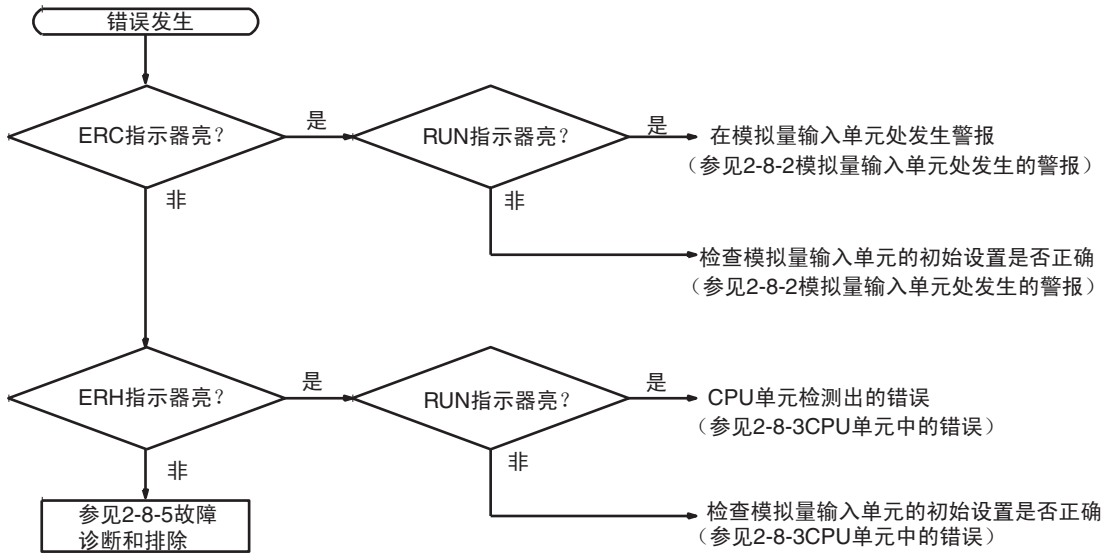 错误发生
ERC指示器亮？
是
RUN指示器亮？
是
在模拟量输入单元处发生警报
（参见2-8-2模拟量输入单元处发生的警报）
非
非
检查模拟量输入单元的初始设置是否正确
（参见2-8-2模拟量输入单元处发生的警报）
ERH指示器亮？
是
RUN指示器亮？
是
CPU单元检测出的错误
（参见2-8-3CPU单元中的错误）
非
非
参见2-8-5故障
诊断和排除
检查模拟量输入单元的初始设置是否正确
（参见2-8-3CPU单元中的错误）